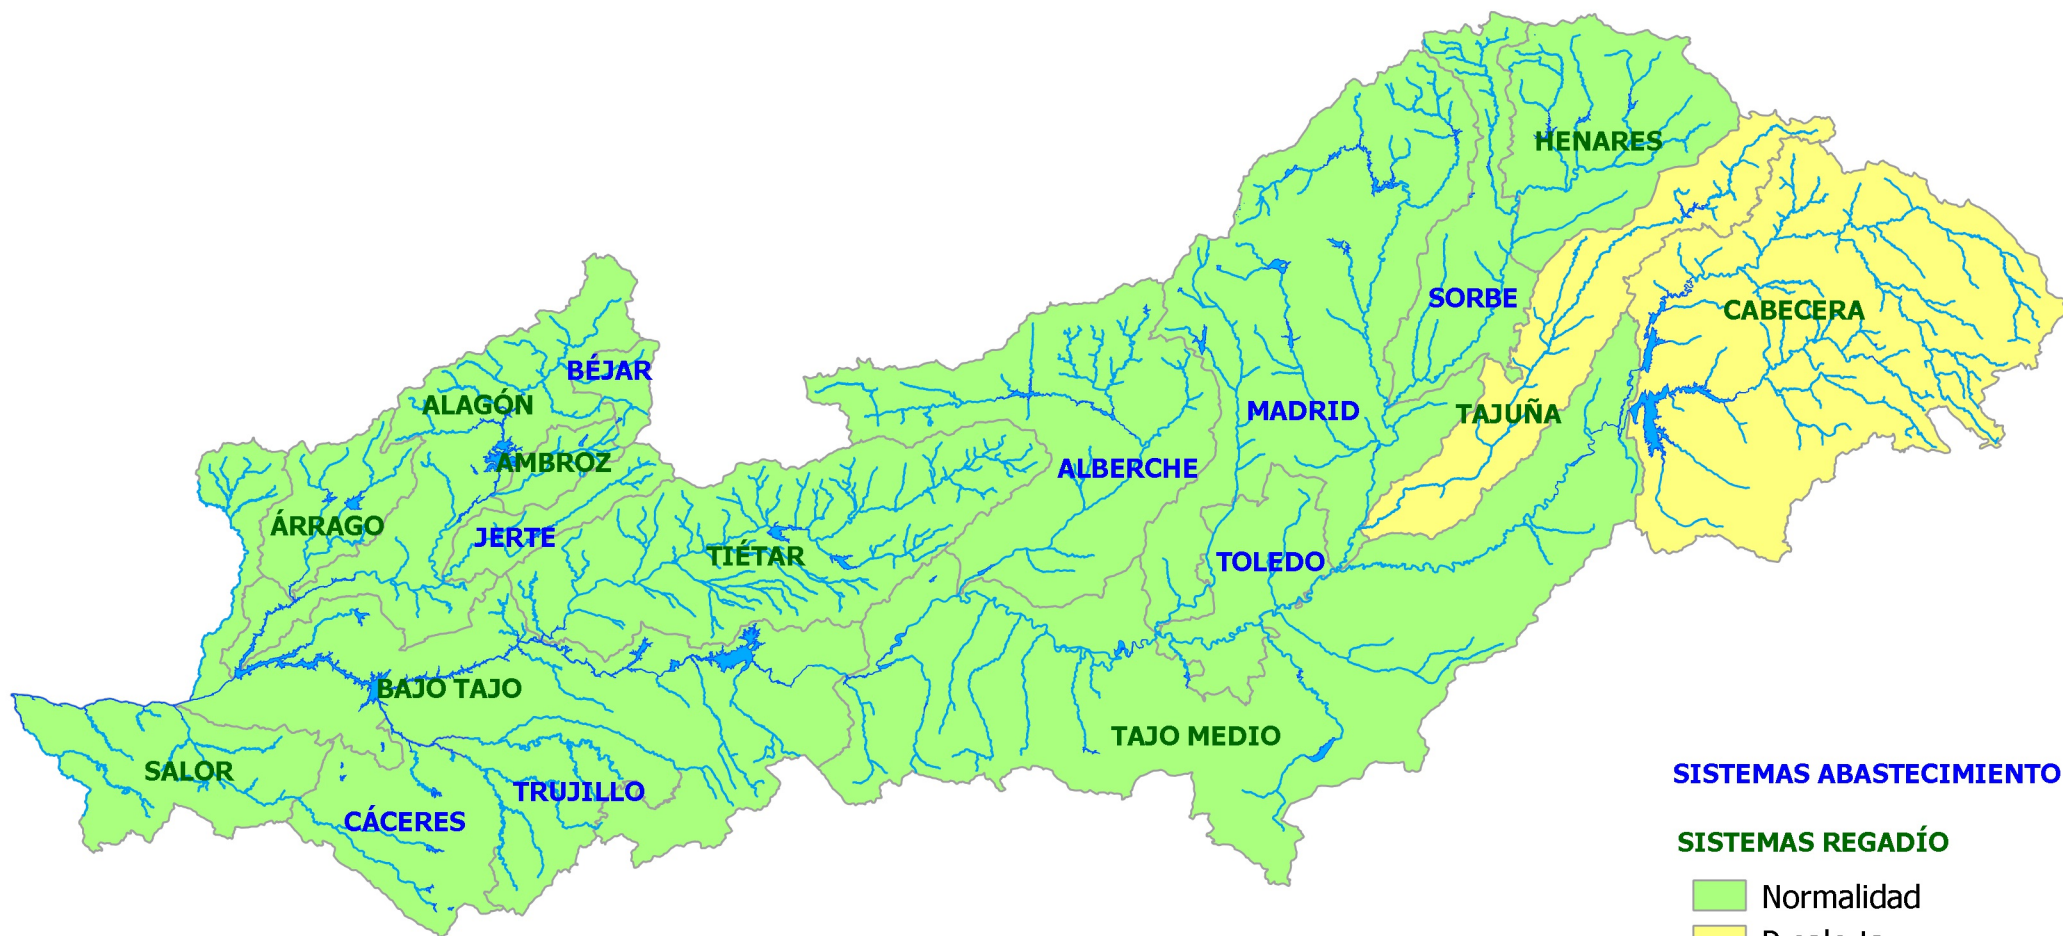 HENARES
SORBE
CABECERA
BÉJAR
ALAGÓN
MADRID
TAJUÑA
AMBROZ
ALBERCHE
ÁRRAGO
JERTE
TIÉTAR
TOLEDO
BAJO TAJO
TAJO MEDIO
SALOR
TRUJILLO
CÁCERES
SISTEMAS ABASTECIMIENTO
SISTEMAS REGADÍO
Normalidad